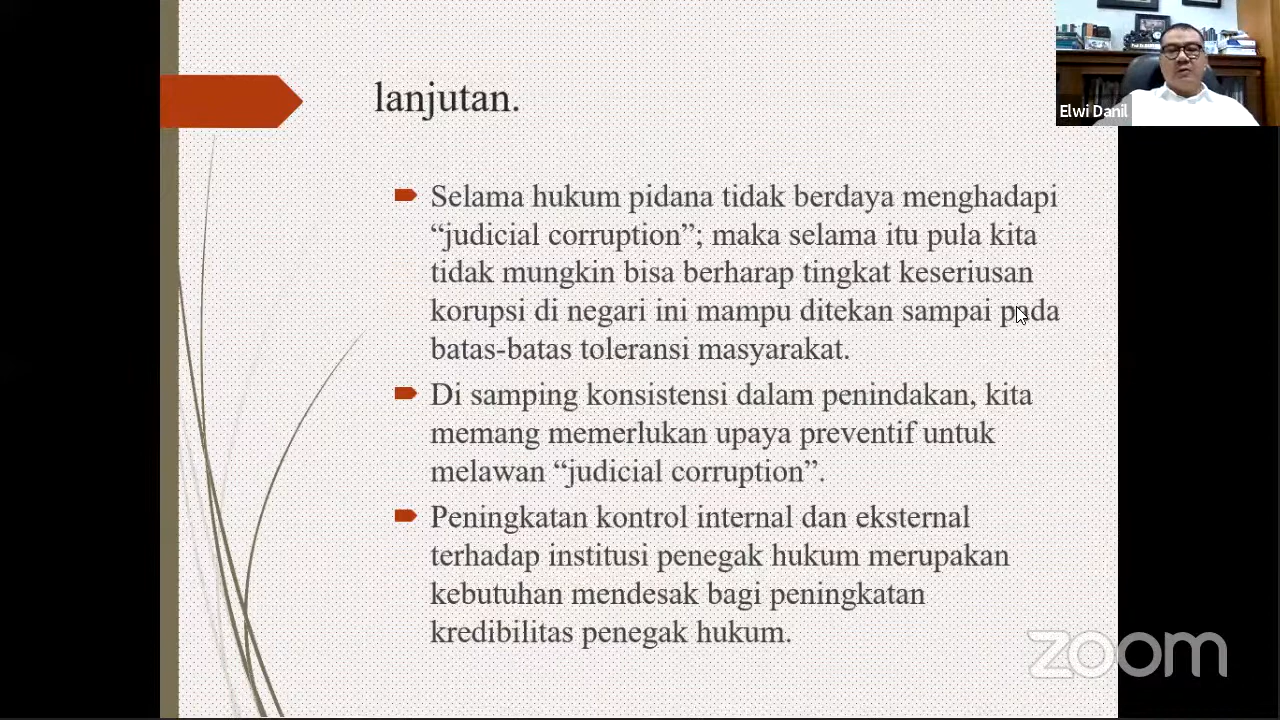 lanjutan.
Elwi Danil
Selama hukum pidana tidak berdaya menghadapi
“judicial corruption”; maka selama itu pula kita
tidak mungkin bisa berharap tingkat keseriusan
korupsi di negari ini mampu ditekan sampai pada
batas-batas toleransi masyarakat.
Di samping konsistensi dalam penindakan, kita
memang memerlukan upaya preventif untuk
melawan “judicial corruption”.
Peningkatan kontrol internal dan eksternal
terhadap institusi penegak hukum merupakan
kebutuhan mendesak bagi peningkatan
kredibilitas penegak hukum.
zoom